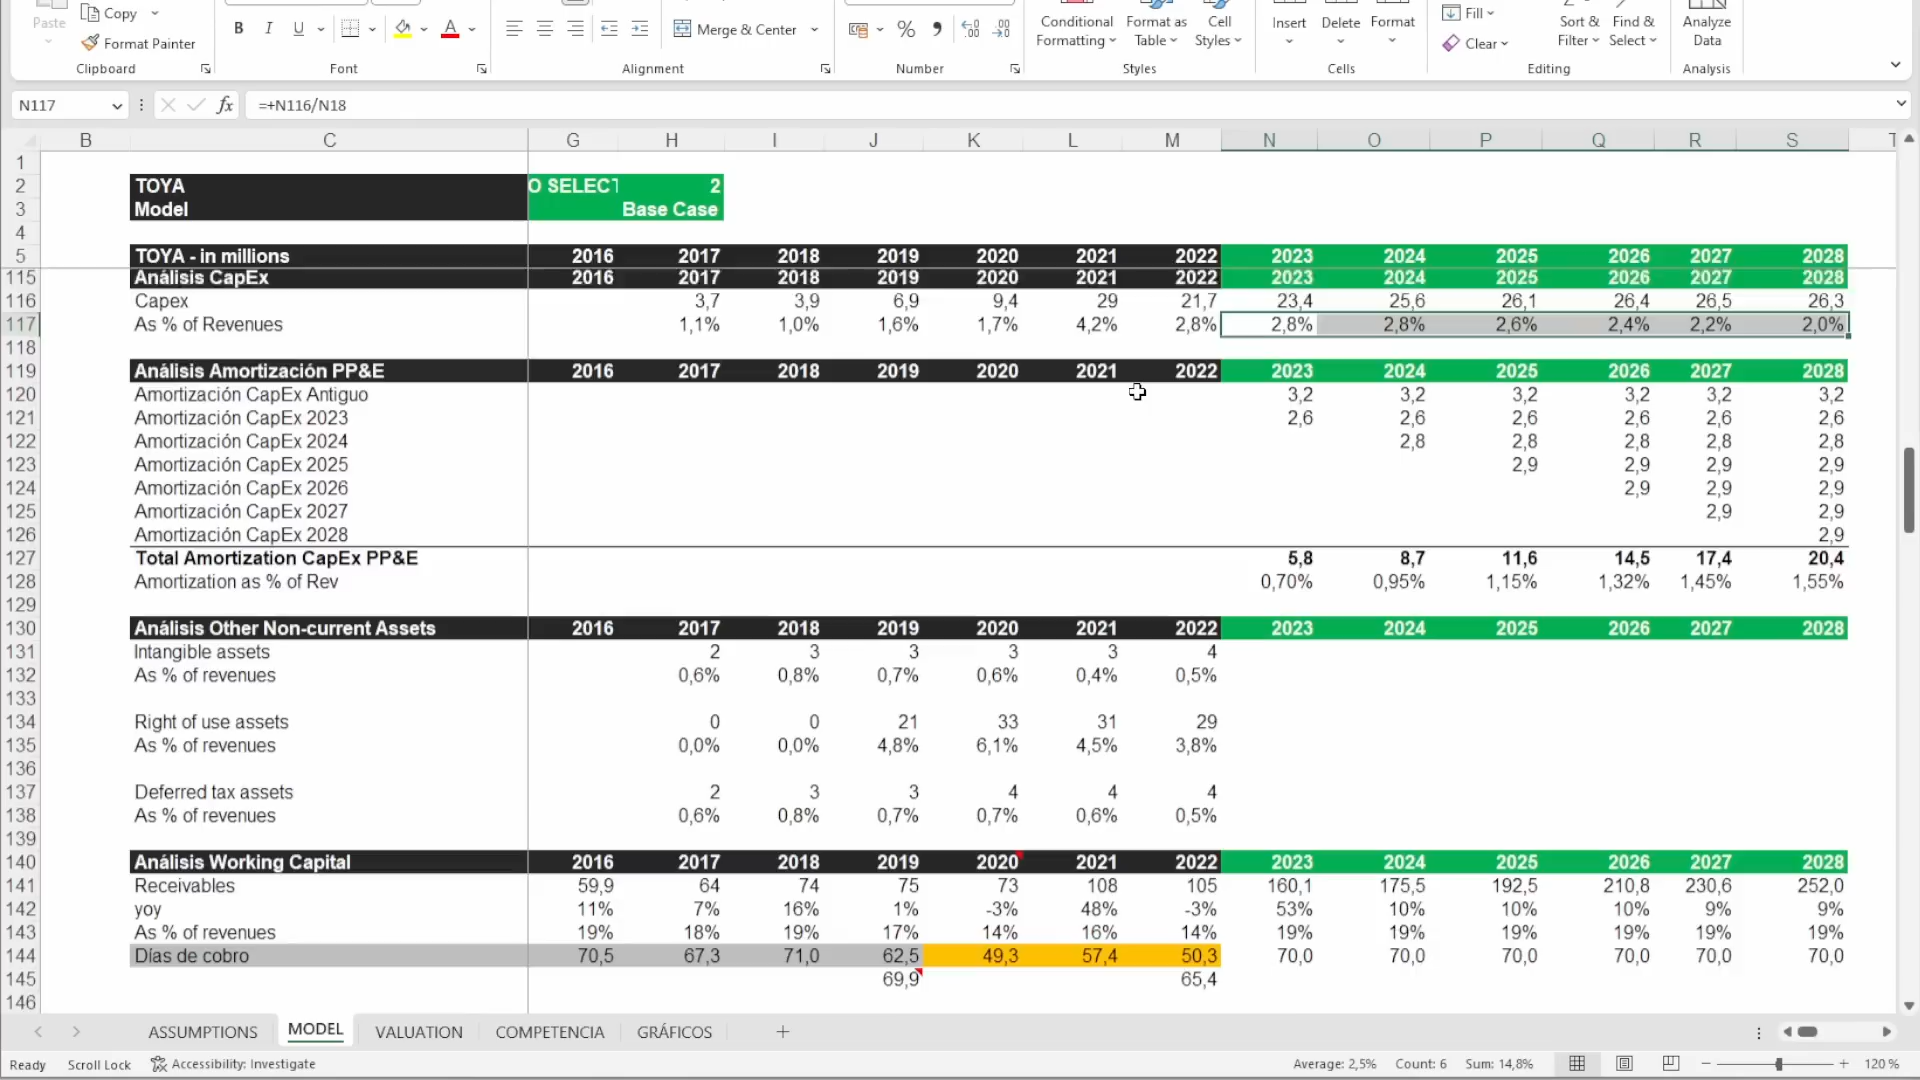 Paste
Copy
Format Painter
Clipboard
B I U A
Font
Merge & Center
Alignment
% 9
Number
Conditional Formatting
Format as Table
Cell Styles
Styles
Insert
Delete
Format
Cells
Fill
Clear
Sort & Filter
Find & Select
Editing
Analyze Data
Analysis
N117 fx =+N116/N18
B C G H I J K L M N O P Q R S
1
2 TOYA O SELECT 2
3 Model Base Case
4
5 TOYA - in millions 2016 2017 2018 2019 2020 2021 2022 2023 2024 2025 2026 2027 2028
115 Análisis CapEx 2016 2017 2018 2019 2020 2021 2022 2023 2024 2025 2026 2027 2028
116 Capex 3,7 3,9 6,9 9,4 29 21,7 23,4 25,6 26,1 26,4 26,5 26,3
117 As % of Revenues 1,1% 1,0% 1,6% 1,7% 4,2% 2,8% 2,8% 2,8% 2,6% 2,4% 2,2% 2,0%
118
119 Análisis Amortización PP&E 2016 2017 2018 2019 2020 2021 2022 2023 2024 2025 2026 2027 2028
120 Amortización CapEx Antiguo 3,2 3,2 3,2 3,2 3,2 3,2
121 Amortización CapEx 2023 2,6 2,6 2,6 2,6 2,6 2,6
122 Amortización CapEx 2024 2,8 2,8 2,8 2,8 2,8
123 Amortización CapEx 2025 2,9 2,9 2,9 2,9
124 Amortización CapEx 2026 2,9 2,9 2,9
125 Amortización CapEx 2027 2,9 2,9
126 Amortización CapEx 2028 2,9
127 Total Amortization CapEx PP&E 5,8 8,7 11,6 14,5 17,4 20,4
128 Amortization as % of Rev 0,70% 0,95% 1,15% 1,32% 1,45% 1,55%
129
130 Análisis Other Non-current Assets 2016 2017 2018 2019 2020 2021 2022 2023 2024 2025 2026 2027 2028
131 Intangible assets 2 3 3 3 3 4
132 As % of revenues 0,6% 0,8% 0,7% 0,6% 0,4% 0,5%
133
134 Right of use assets 0 0 21 33 31 29
135 As % of revenues 0,0% 0,0% 4,8% 6,1% 4,5% 3,8%
136
137 Deferred tax assets 2 3 3 4 4 4
138 As % of revenues 0,6% 0,8% 0,7% 0,7% 0,6% 0,5%
139
140 Análisis Working Capital 2016 2017 2018 2019 2020 2021 2022 2023 2024 2025 2026 2027 2028
141 Receivables 59,9 64 74 75 73 108 105 160,1 175,5 192,5 210,8 230,6 252,0
142 yoy 11% 7% 16% 1% -3% 48% -3% 53% 10% 10% 10% 9% 9%
143 As % of revenues 19% 18% 19% 17% 14% 16% 14% 19% 19% 19% 19% 19% 19%
144 Días de cobro 70,5 67,3 71,0 62,5 49,3 57,4 50,3 70,0 70,0 70,0 70,0 70,0 70,0
145 69,9 65,4
146
ASSUMPTIONS MODEL VALUATION COMPETENCIA GRÁFICOS +
Ready Scroll Lock Accessibility: Investigate Average: 2,5% Count: 6 Sum: 14,8% 120 %